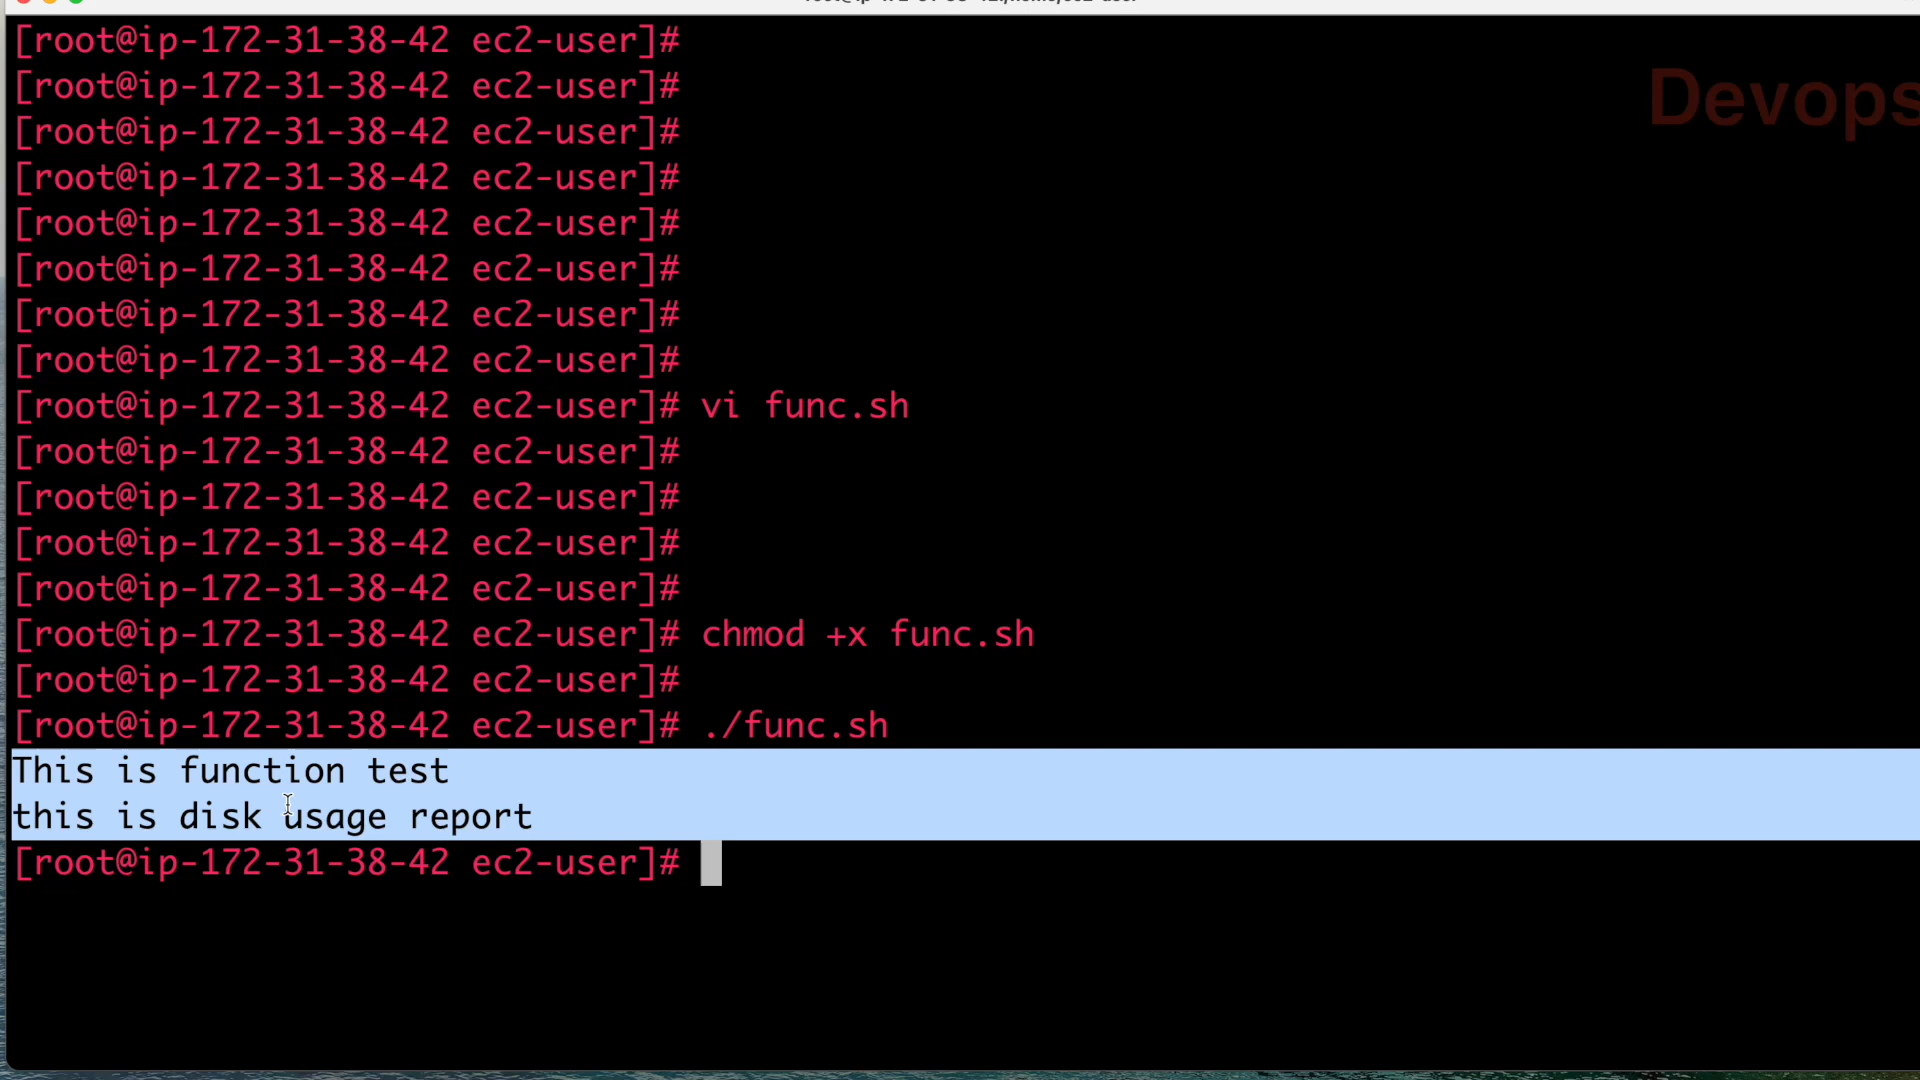 [root@ip-172-31-38-42 ec2-user]#
[root@ip-172-31-38-42 ec2-user]#
Devops
[root@ip-172-31-38-42 ec2-user]#
[root@ip-172-31-38-42 ec2-user]#
[root@ip-172-31-38-42 ec2-user]#
[root@ip-172-31-38-42 ec2-user]#
[root@ip-172-31-38-42 ec2-user]#
[root@ip-172-31-38-42 ec2-user]#
[root@ip-172-31-38-42 ec2-user]# vi func.sh
[root@ip-172-31-38-42 ec2-user]#
[root@ip-172-31-38-42 ec2-user]#
[root@ip-172-31-38-42 ec2-user]#
[root@ip-172-31-38-42 ec2-user]#
[root@ip-172-31-38-42 ec2-user]# chmod +x func.sh
[root@ip-172-31-38-42 ec2-user]#
[root@ip-172-31-38-42 ec2-user]# ./func.sh
This is function test
this is disk usage report
[root@ip-172-31-38-42 ec2-user]#